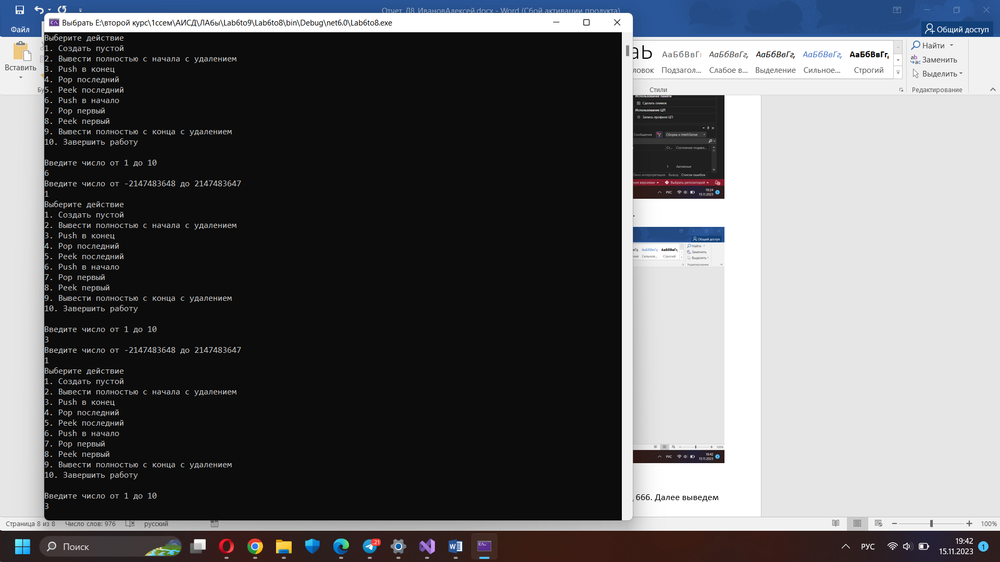 Отчет_Л8_ИвановАлексей.docx - Word (Сбой активации продукта)
Выбрать E:\второй курс\1ссем\АИСД\ЛАбы\Lab6to9\Lab6to8\bin\Debug\net6.0\Lab6to8.exe
Файл
Общий доступ
Вставить
Выберите действие
1. Создать пустой
2. Вывести полностью с начала с удалением
3. Push в конец
4. Pop последний
5. Peek последний
6. Push в начало
7. Pop первый
8. Peek первый
9. Вывести полностью с конца с удалением
10. Завершить работу
Введите число от 1 до 10
6
Введите число от -2147483648 до 2147483647
1
Выберите действие
1. Создать пустой
2. Вывести полностью с начала с удалением
3. Push в конец
4. Pop последний
5. Peek последний
6. Push в начало
7. Pop первый
8. Peek первый
9. Вывести полностью с конца с удалением
10. Завершить работу
Введите число от 1 до 10
3
Введите число от -2147483648 до 2147483647
1
Выберите действие
1. Создать пустой
2. Вывести полностью с начала с удалением
3. Push в конец
4. Pop последний
5. Peek последний
6. Push в начало
7. Pop первый
8. Peek первый
9. Вывести полностью с конца с удалением
10. Завершить работу
Введите число от 1 до 10
3
АаБбВвГг АаБбВвГг, АаБбВвГг, АаБбВвГг, АаБбВвГг,
Подзагол... Слабое в... Выделение Сильное... Строгий
Стили
Найти
Заменить
Выделить
Редактирование
Использование памяти
Сделать снимок
Использование ЦП
Запись профиля ЦП
Сообщения Сборка и IntelliSense
Ст... Состояние подавл...
1 Активные
Окно интерпретации Вывод Список ошибок
Выбрать репозиторий
РУС 19:24
15.11.2023
.
Общий доступ
АаБбВвГг, АаБбВвГг,
Сильное... Строгий
Найти
Заменить
Выделить
Редактирование
100%
РУС 19:42
15.11.2023
666. Далее выведем
Страница 8 из 8 Число слов: 976 русский 100%
Поиск
..21
РУС
19:42
15.11.2023
1